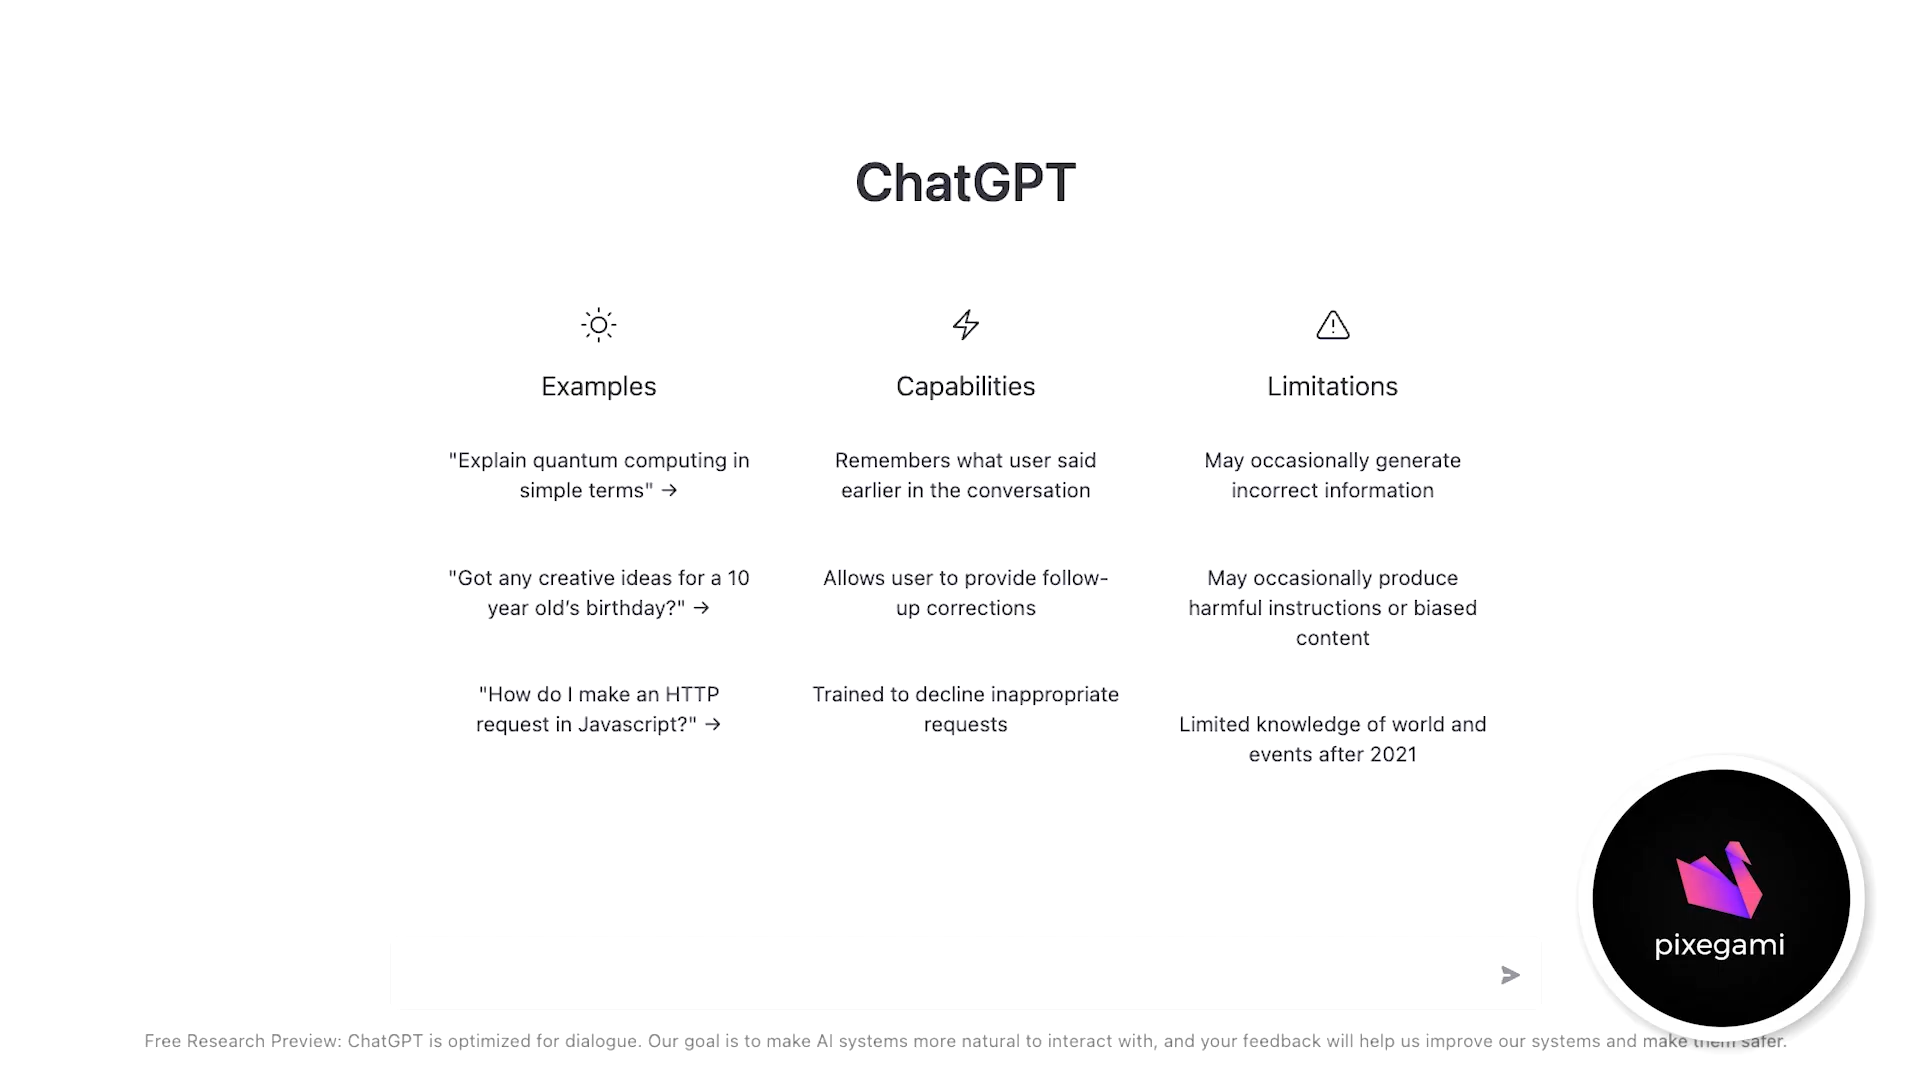 ChatGPT
Examples
"Explain quantum computing in
simple terms" →
"Got any creative ideas for a 10
year old's birthday?" →
"How do I make an HTTP
request in Javascript?" →
Capabilities
Remembers what user said
earlier in the conversation
Allows user to provide follow-
up corrections
Trained to decline inappropriate
requests
Limitations
May occasionally generate
incorrect information
May occasionally produce
harmful instructions or biased
content
Limited knowledge of world and
events after 2021
pixegami
Free Research Preview: ChatGPT is optimized for dialogue. Our goal is to make AI systems more natural to interact with, and your feedback will help us improve our systems and make them safer.